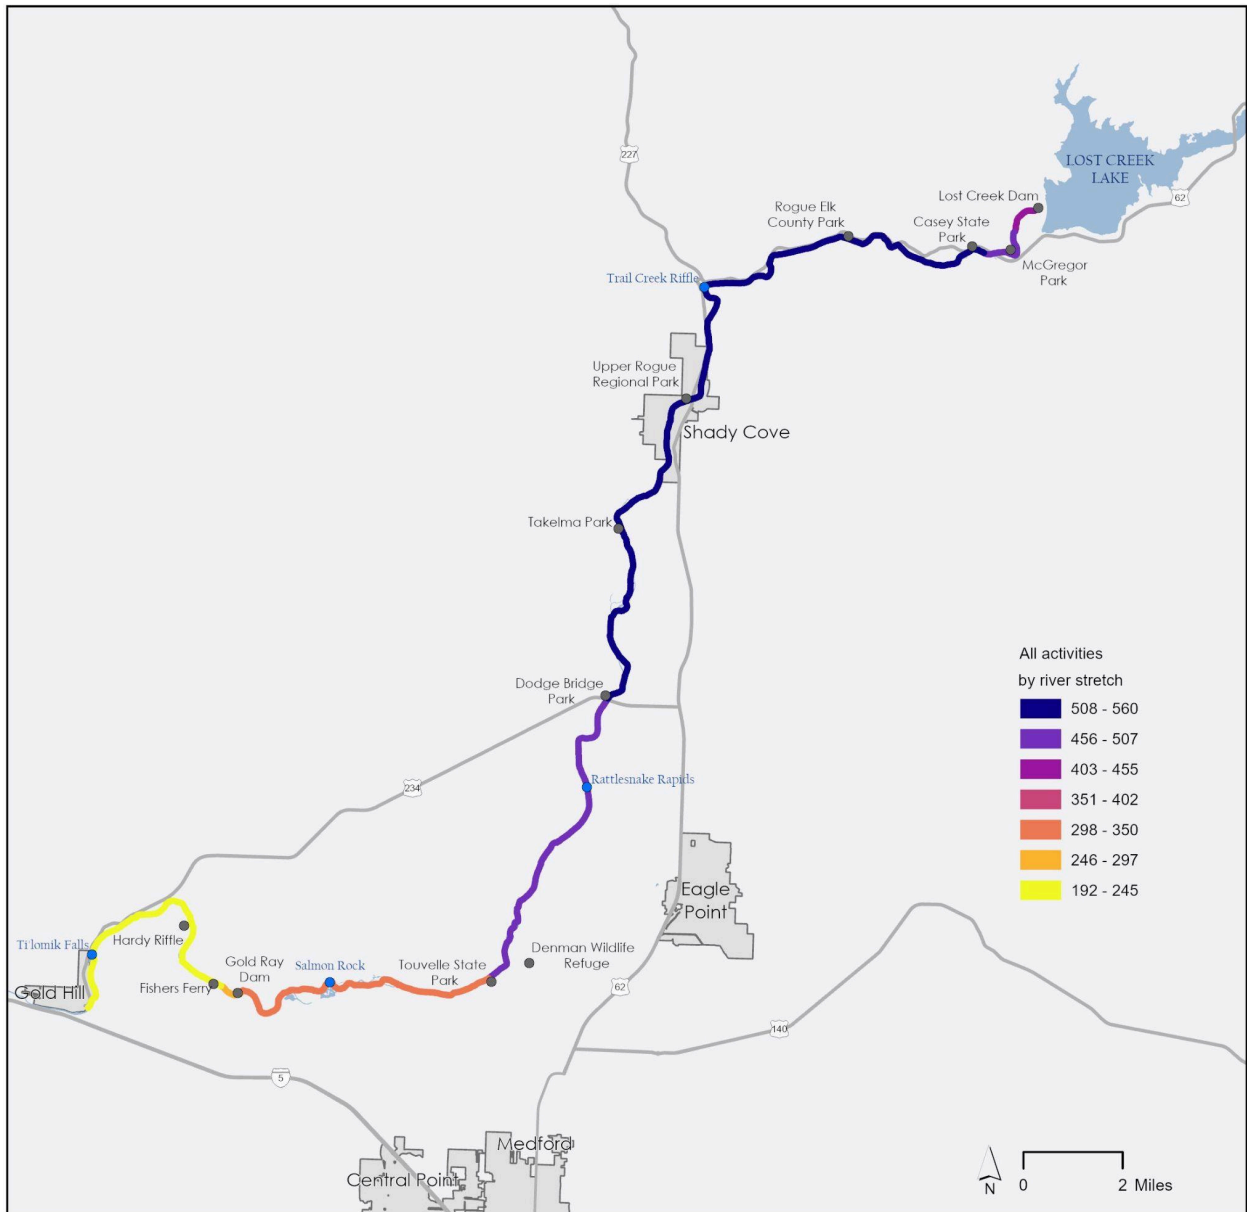 227
LOST CREEK
LAKE
62
Lost Creek Dam
Rogue Elk
County Park
Casey State
Park
McGregor
Park
Trail Creek Riffle
Upper Rogue
Regional Park
Shady Cove
Takelma Park
Dodge Bridge
Park
Rattlesnake Rapids
234
All activities
by river stretch
508 - 560
456 - 507
403 - 455
351 - 402
298 - 350
246 - 297
192 - 245
Eagle
Point
Hardy Riffle
Ti'lomik Falls
Gold Ray
Dam
Salmon Rock
Touvelle State
Park
Denman Wildlife
Refuge
Fishers Ferry
Gold Hill
62
140
5
Medford
Central Point
N
0
2 Miles